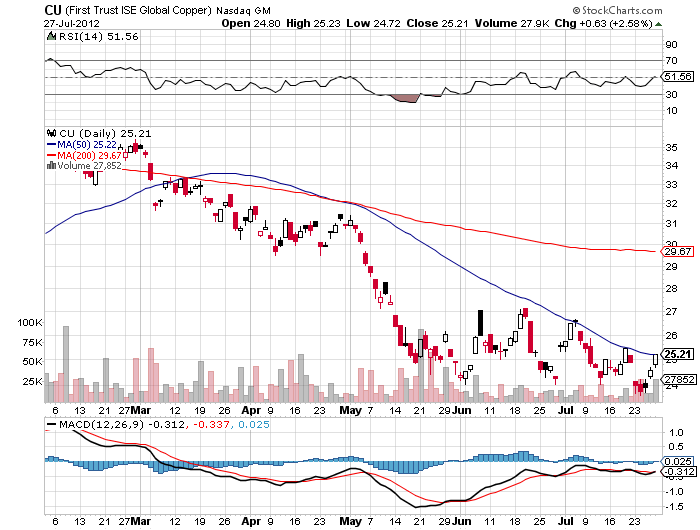 CU (First Trust ISE Global Copper) Nasdaq GM © StockCharts.com
27-Jul-2012 Open 24.80 High 25.23 Low 24.72 Close 25.21 Volume 27.9K Chg +0.63 (+2.58%)
RSI(14) 51.56
90
70
51.56
30
10
CU (Daily) 25.21
MA(50) 25.22
MA(200) 29.67
Volume 27,852
35
34
33
32
31
30
29.67
29
28
27
26
25.21
25
27852
24
100K
75K
50K
25K
6 13 21 27 Mar 12 19 26 Apr 9 16 23 May 7 14 21 29 Jun 11 18 25 Jul 9 16 23
MACD(12,26,9) -0.312, -0.337, 0.025
1.0
0.5
0.025
-0.312
-0.5
-1.0
-1.5
6 13 21 27 Mar 12 19 26 Apr 9 16 23 May 7 14 21 29 Jun 11 18 25 Jul 9 16 23